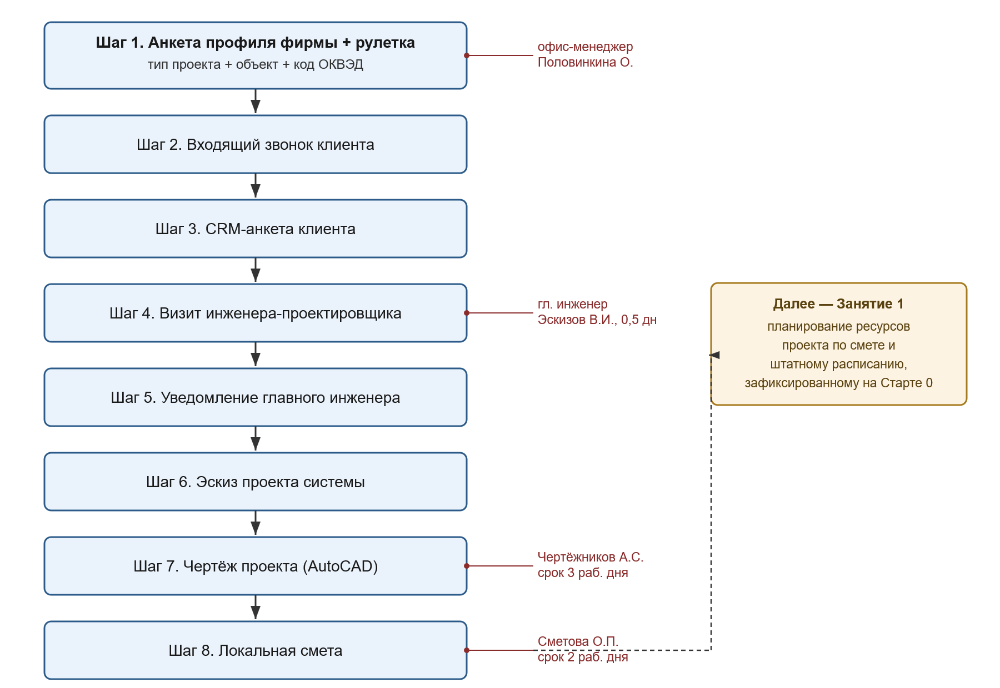 Шаг 1. Анкета профиля фирмы + рулетка
тип проекта + объект + код ОКВЭД
офис-менеджер
Половинкина О.
Шаг 2. Входящий звонок клиента
Шаг 3. CRM-анкета клиента
Шаг 4. Визит инженера-проектировщика
гл. инженер
Эскизов В.И., 0,5 дн
Далее — Занятие 1
планирование ресурсов
проекта по смете и
штатному расписанию,
зафиксированному на Старте 0
Шаг 5. Уведомление главного инженера
Шаг 6. Эскиз проекта системы
Шаг 7. Чертёж проекта (AutoCAD)
Чертёжников А.С.
срок 3 раб. дня
Шаг 8. Локальная смета
Сметова О.П.
срок 2 раб. дня